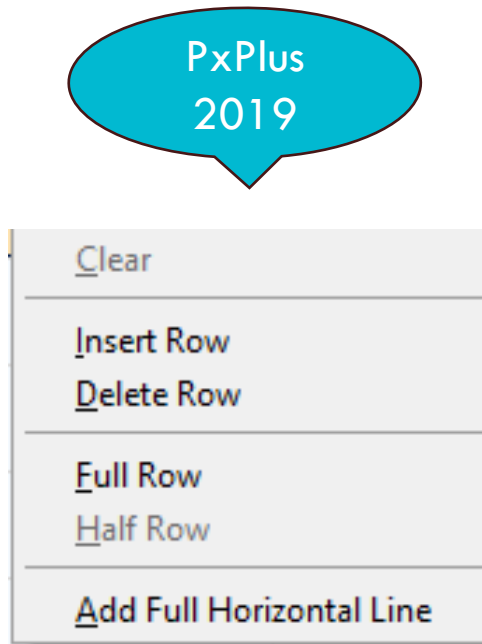 PxPlus
2019
Clear
Insert Row
Delete Row
Full Row
Half Row
Add Full Horizontal Line